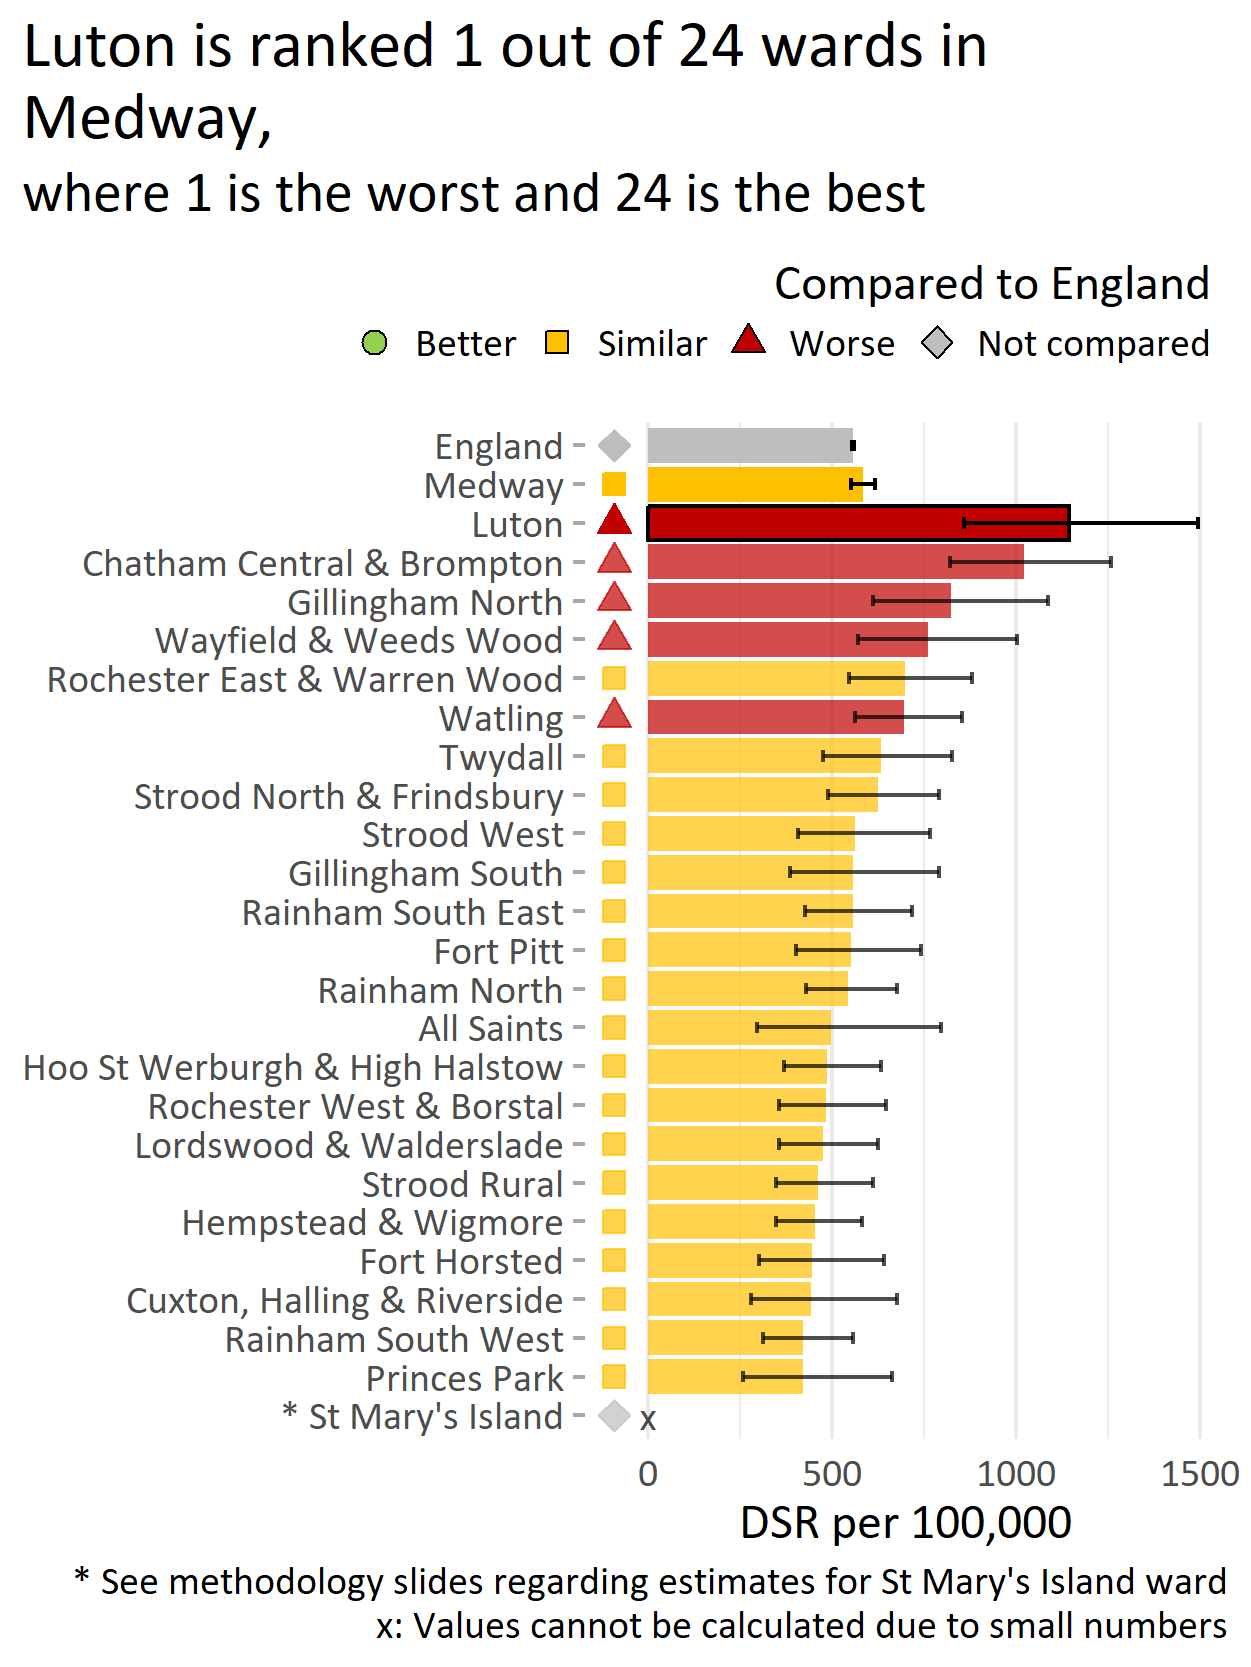 Luton is ranked 1 out of 24 wards in
Medway,
where 1 is the worst and 24 is the best
Compared to England
Better Similar Worse Not compared
England
Medway
Luton
Chatham Central & Brompton
Gillingham North
Wayfield & Weeds Wood
Rochester East & Warren Wood
Watling
Twydall
Strood North & Frindsbury
Strood West
Gillingham South
Rainham South East
Fort Pitt
Rainham North
All Saints
Hoo St Werburgh & High Halstow
Rochester West & Borstal
Lordswood & Walderslade
Strood Rural
Hempstead & Wigmore
Fort Horsted
Cuxton, Halling & Riverside
Rainham South West
Princes Park
* St Mary's Island x
0 500 1000 1500
DSR per 100,000
* See methodology slides regarding estimates for St Mary's Island ward
x: Values cannot be calculated due to small numbers